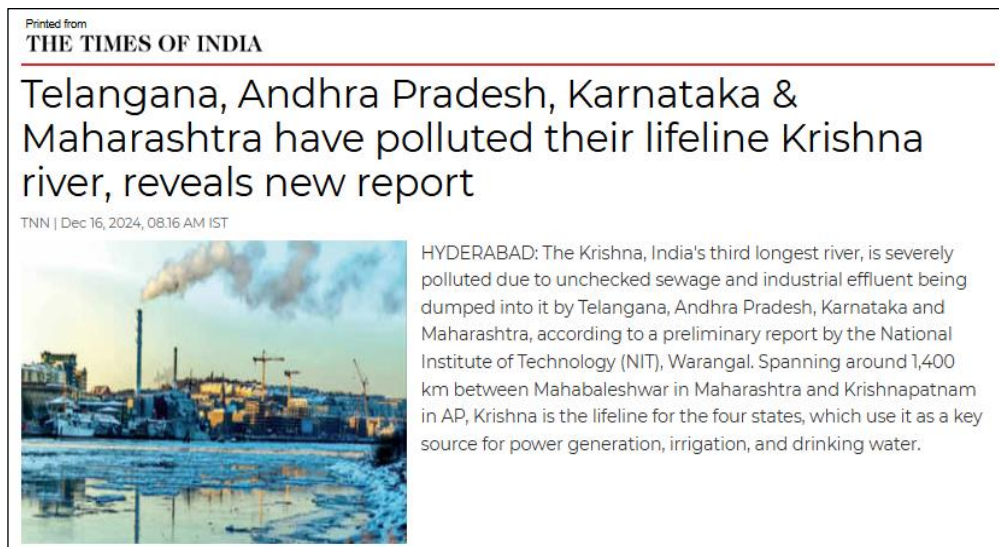 Printed from
THE TIMES OF INDIA
Telangana, Andhra Pradesh, Karnataka &
Maharashtra have polluted their lifeline Krishna
river, reveals new report
TNN | Dec 16, 2024, 08.16 AM IST
HYDERABAD: The Krishna, India's third longest river, is severely
polluted due to unchecked sewage and industrial effluent being
dumped into it by Telangana, Andhra Pradesh, Karnataka and
Maharashtra, according to a preliminary report by the National
Institute of Technology (NIT), Warangal. Spanning around 1,400
km between Mahabaleshwar in Maharashtra and Krishnapatnam
in AP, Krishna is the lifeline for the four states, which use it as a key
source for power generation, irrigation, and drinking water.